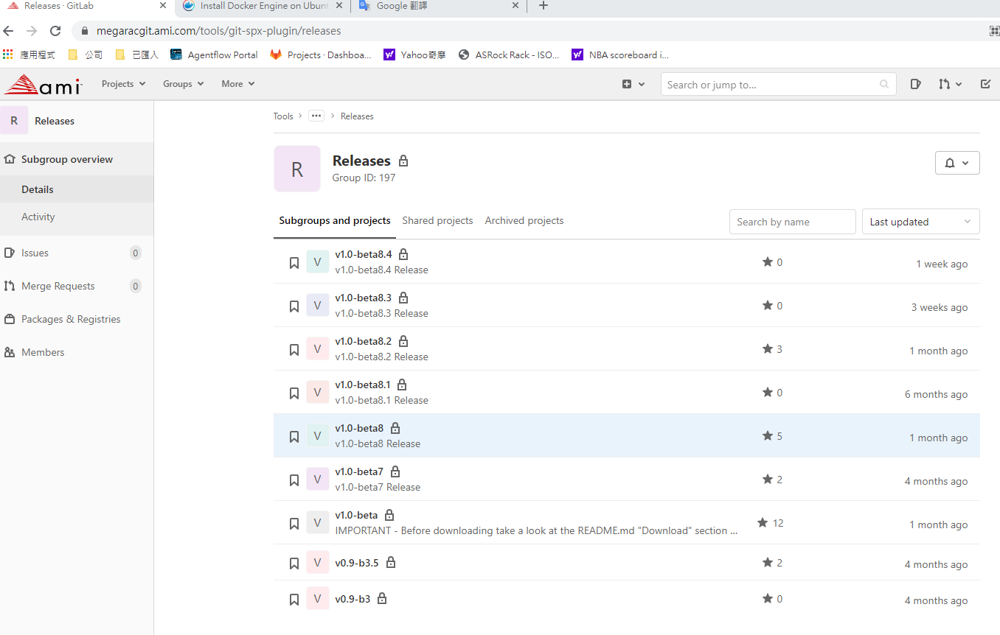 Releases · GitLab
Install Docker Engine on Ubunt
Google 翻譯
megaracgit.ami.com/tools/git-spx-plugin/releases
應用程式 公司 已匯入 Agentflow Portal Projects · Dashboa... Yahoo奇摩 ASRock Rack - ISO... NBA scoreboard i...
ami Projects Groups More Search or jump to...
R Releases
Subgroup overview
Details
Activity
Issues 0
Merge Requests 0
Packages & Registries
Members
Tools > ... > Releases
R
Releases
Group ID: 197
Subgroups and projects Shared projects Archived projects Search by name Last updated
V v1.0-beta8.4 0 1 week ago
v1.0-beta8.4 Release
V v1.0-beta8.3 0 3 weeks ago
v1.0-beta8.3 Release
V v1.0-beta8.2 3 1 month ago
v1.0-beta8.2 Release
V v1.0-beta8.1 0 6 months ago
v1.0-beta8.1 Release
V v1.0-beta8 5 1 month ago
v1.0-beta8 Release
V v1.0-beta7 2 4 months ago
v1.0-beta7 Release
V v1.0-beta 12 1 month ago
IMPORTANT - Before downloading take a look at the README.md "Download" section ...
V v0.9-b3.5 2 4 months ago
V v0.9-b3 0 4 months ago